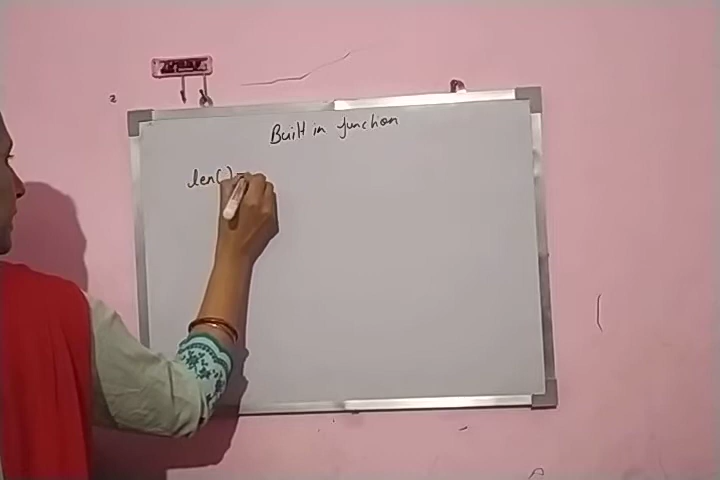 Built in function
len() =